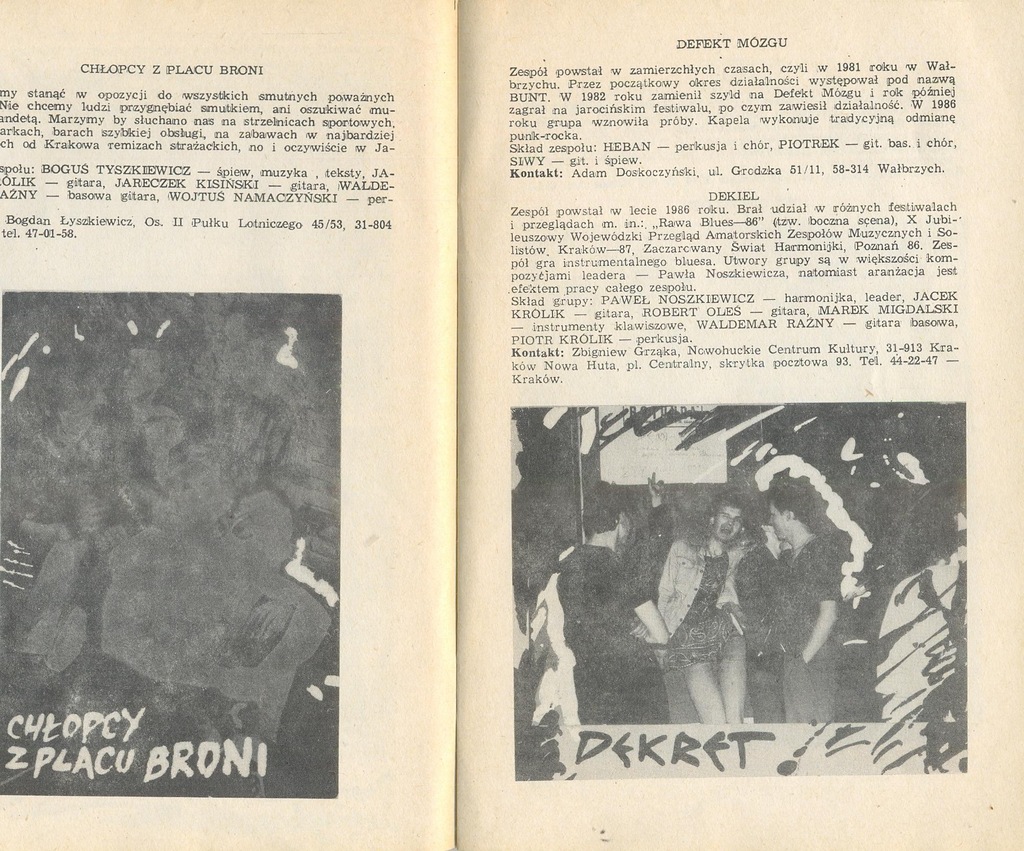 CHŁOPCY Z PLACU BRONI
my stanąć w opozycji do wszystkich smutnych poważnych
Nie chcemy ludzi przygnębiać smutkiem, ani oszukiwać mu-
andetą. Marzymy by słuchano nas na strzelnicach sportowych,
arkach, barach szybkiej obsługi, na zabawach w najbardziej
ch od Krakowa remizach strażackich, no i oczywiście w Ja-
społu: BOGUŚ TYSZKIEWICZ — śpiew, muzyka , teksty, JA-
ÓLIK — gitara, JARECZEK KISIŃSKI — gitara, WALDE-
AŹNY — basowa gitara, WOJTUŚ NAMACZYŃSKI — per-
Bogdan Łyszkiewicz, Os. II Pułku Lotniczego 45/53, 31-804
tel. 47-01-58.
CHŁOPCY
Z PLACU BRONI
DEFEKT MÓZGU
Zespół powstał w zamierzchłych czasach, czyli w 1981 roku w Wał-
brzychu. Przez początkowy okres działalności występował pod nazwą
BUNT. W 1982 roku zamienił szyld na Defekt Mózgu i rok później
zagrał na jarocińskim festiwalu, po czym zawiesił działalność. W 1986
roku grupa wznowiła próby. Kapela wykonuje tradycyjną odmianę
punk-rocka.
Skład zespołu: HEBAN — perkusja i chór, PIOTREK — git. bas. i chór,
SIWY — git. i śpiew.
Kontakt: Adam Doskoczyński, ul. Grodzka 51/11, 58-314 Wałbrzych.
DEKIEL
Zespół powstał w lecie 1986 roku. Brał udział w różnych festiwalach
i przeglądach m. in.: „Rawa Blues—86" (tzw. boczna scena), X Jubi-
leuszowy Wojewódzki Przegląd Amatorskich Zespołów Muzycznych i So-
listów, Kraków—87, Zaczarowany Świat Harmonijki, Poznań 86. Zes-
pół gra instrumentalnego bluesa. Utwory grupy są w większości kom-
pozycjami leadera — Pawła Noszkiewicza, natomiast aranżacja jest
efektem pracy całego zespołu.
Skład grupy: PAWEŁ NOSZKIEWICZ — harmonijka, leader, JACEK
KRÓLIK — gitara, ROBERT OLEŚ — gitara, MAREK MIGDALSKI
— instrumenty klawiszowe, WALDEMAR RAŹNY — gitara basowa,
PIOTR KRÓLIK — perkusja.
Kontakt: Zbigniew Grząka, Nowohuckie Centrum Kultury, 31-913 Kra-
ków Nowa Huta, pl. Centralny, skrytka pocztowa 93. Tel. 44-22-47 —
Kraków.
DEKRET